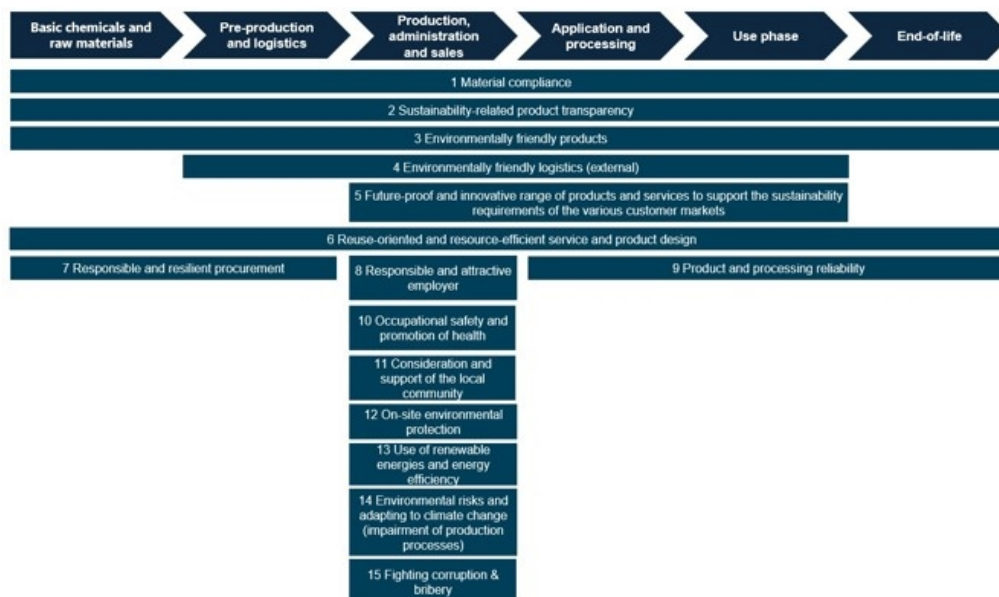 Basic chemicals and
raw materials
Pre-production
and logistics
Production,
administration
and sales
Application and
processing
Use phase
End-of-life
1 Material compliance
2 Sustainability-related product transparency
3 Environmentally friendly products
4 Environmentally friendly logistics (external)
5 Future-proof and innovative range of products and services to support the sustainability
requirements of the various customer markets
6 Reuse-oriented and resource-efficient service and product design
7 Responsible and resilient procurement
8 Responsible and attractive
employer
9 Product and processing reliability
10 Occupational safety and
promotion of health
11 Consideration and
support of the local
community
12 On-site environmental
protection
13 Use of renewable
energies and energy
efficiency
14 Environmental risks and
adapting to climate change
(impairment of production
processes)
15 Fighting corruption &
bribery